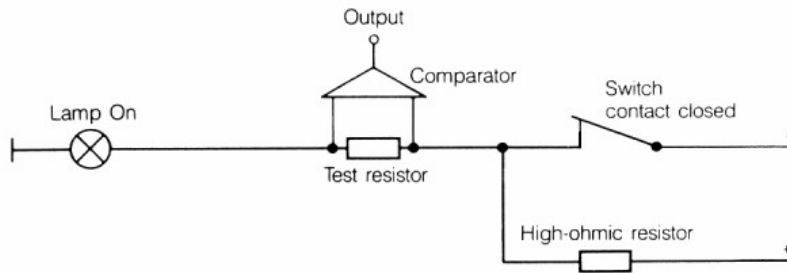 Output
Comparator
Lamp On
Switch
contact closed
Test resistor
High-ohmic resistor